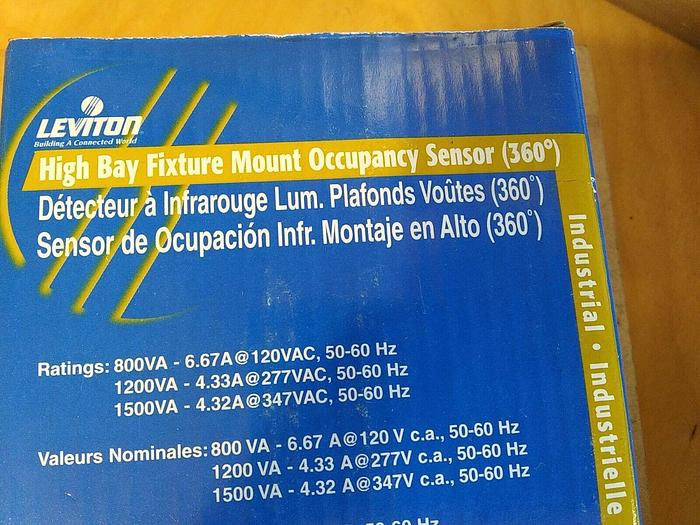 LEVITON
Building A Connected World
High Bay Fixture Mount Occupancy Sensor (360°)
Détecteur à Infrarouge Lum. Plafonds Voûtes (360°)
Sensor de Ocupación Infr. Montaje en Alto (360°)
Industrial • Industrielle
Ratings: 800VA - 6.67A@120VAC, 50-60 Hz
1200VA - 4.33A@277VAC, 50-60 Hz
1500VA - 4.32A@347VAC, 50-60 Hz
Valeurs Nominales: 800 VA - 6.67 A@120 V c.a., 50-60 Hz
1200 VA - 4.33 A@277V c.a., 50-60 Hz
1500 VA - 4.32 A@347V c.a., 50-60 Hz
50-60 Hz